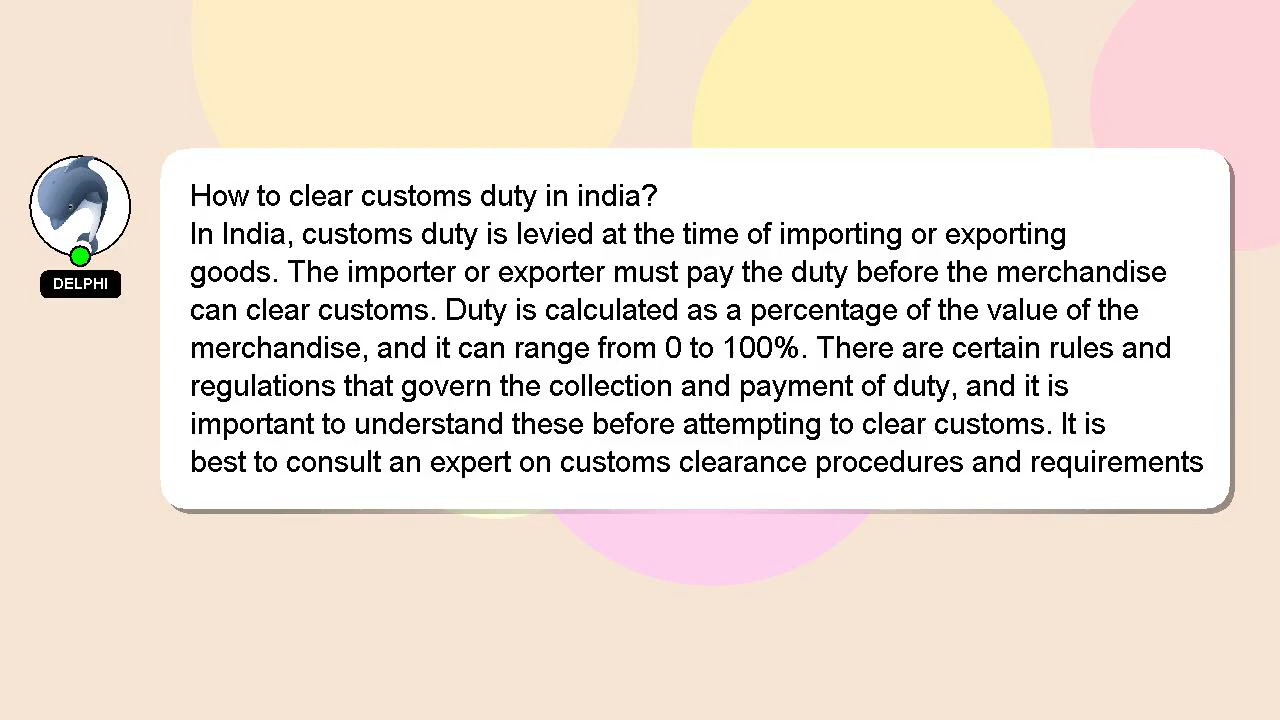 How to clear customs duty in india?
In India, customs duty is levied at the time of importing or exporting
goods. The importer or exporter must pay the duty before the merchandise
can clear customs. Duty is calculated as a percentage of the value of the
merchandise, and it can range from 0 to 100%. There are certain rules and
regulations that govern the collection and payment of duty, and it is
important to understand these before attempting to clear customs. It is
best to consult an expert on customs clearance procedures and requirements
DELPHI